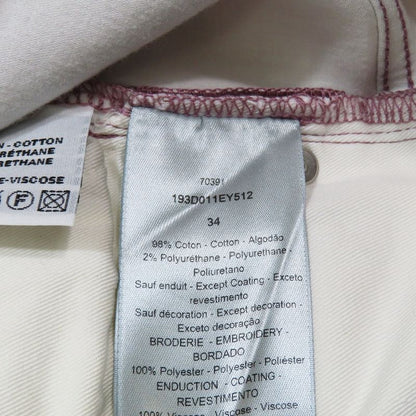 - COTTON
URÉTHANE
RETHANE
E-VISCOSE
F
70391
193D011EY512
34
98% Coton - Cotton - Algodão
2% Polyuréthane - Polyurethane -
Poliuretano
Sauf enduit - Except Coating - Exceto
revestimento
Sauf décoration - Except decoration -
Exceto decoração
BRODERIE - EMBROIDERY -
BORDADO
100% Polyester - Polyester - Poliéster
ENDUCTION - COATING -
REVESTIMENTO
100% Viscose - Viscose - Viscose